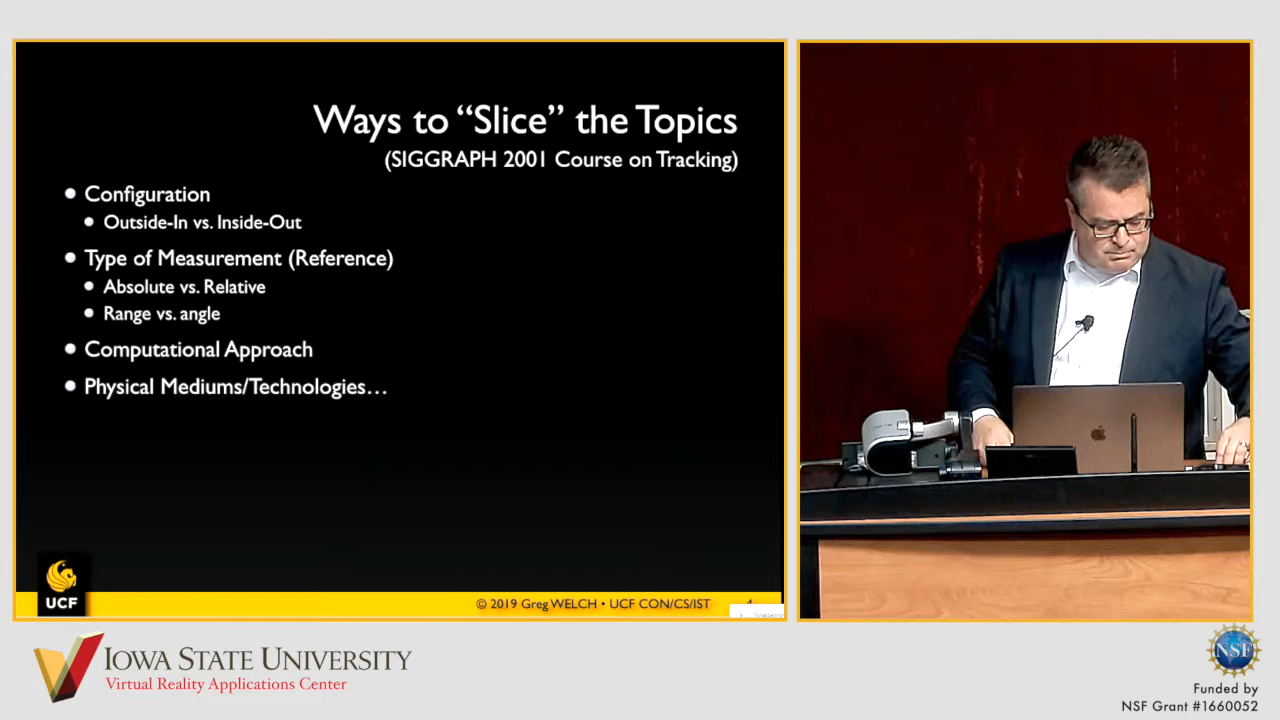 Ways to “Slice” the Topics
(SIGGRAPH 2001 Course on Tracking)
• Configuration
• Outside-In vs. Inside-Out
• Type of Measurement (Reference)
• Absolute vs. Relative
• Range vs. angle
• Computational Approach
• Physical Mediums/Technologies…
UCF
© 2019 Greg WELCH • UCF CON/CS/IST
IOWA STATE UNIVERSITY
Virtual Reality Applications Center
NSF
Funded by
NSF Grant #1660052